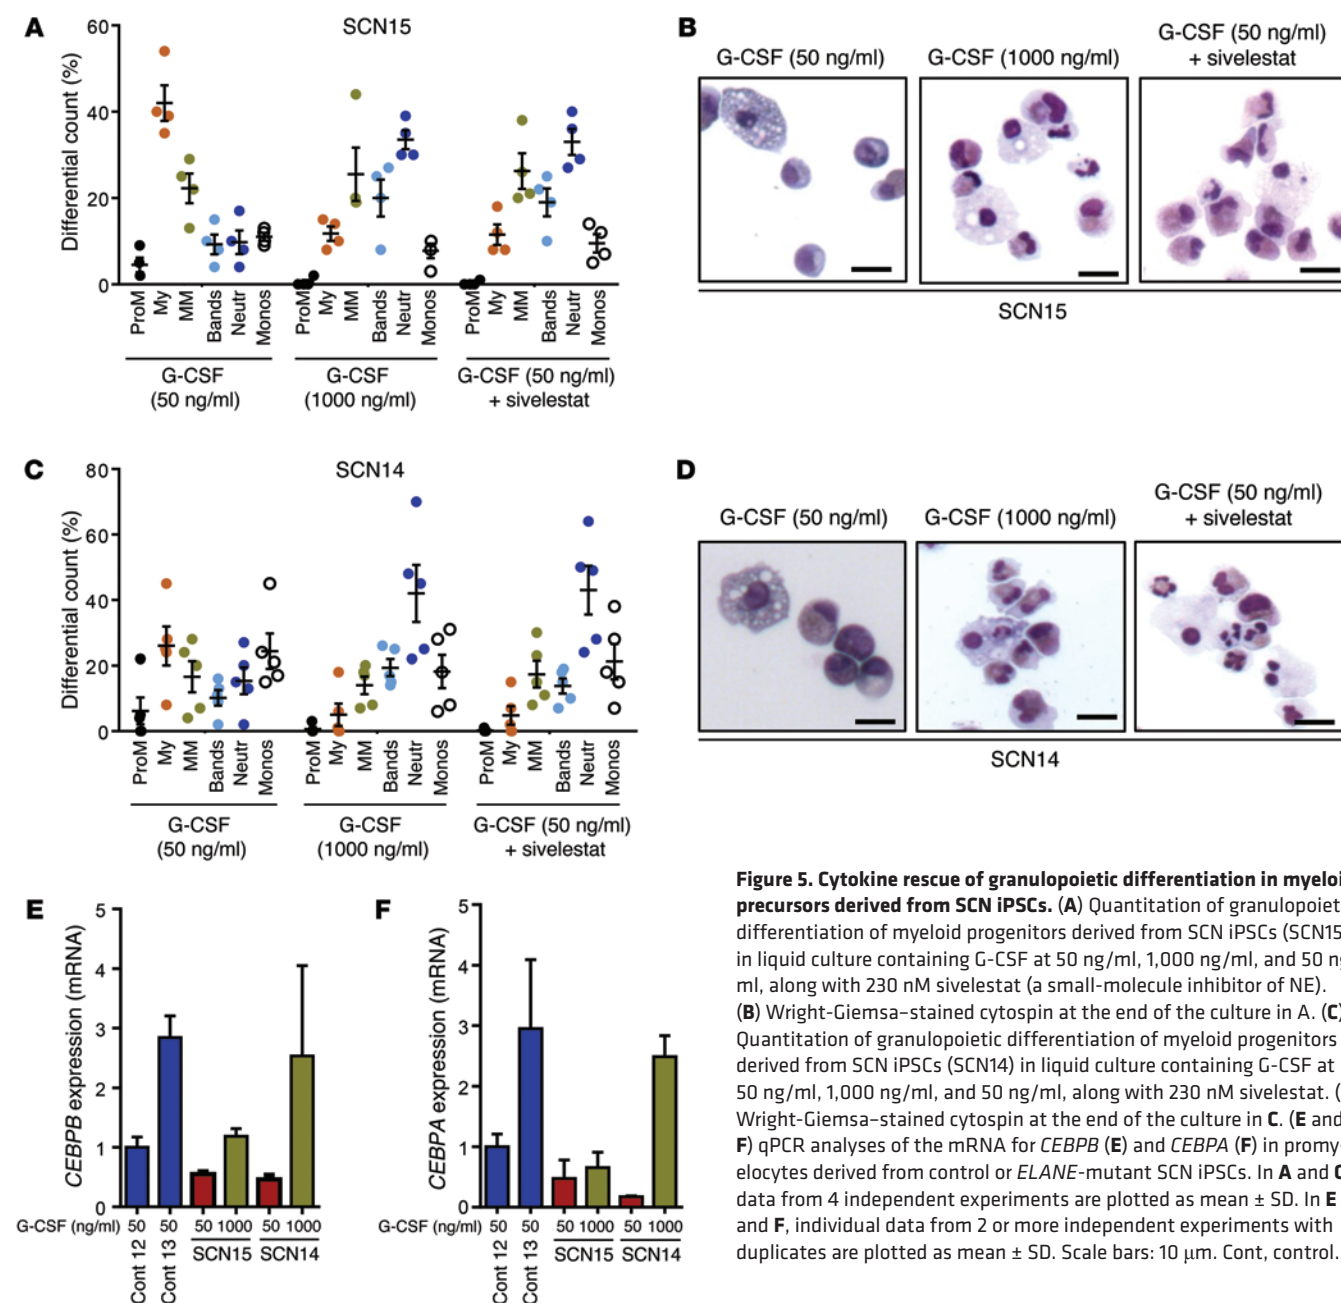 A
SCN15
Differential count (%)
60
40
20
0
ProM
My
MM
Bands
Neutr
Monos
ProM
My
MM
Bands
Neutr
Monos
ProM
My
MM
Bands
Neutr
Monos
G-CSF
(50 ng/ml)
G-CSF
(1000 ng/ml)
G-CSF (50 ng/ml)
+ sivelestat
B
G-CSF (50 ng/ml)
G-CSF (1000 ng/ml)
G-CSF (50 ng/ml)
+ sivelestat
SCN15
C
SCN14
Differential count (%)
80
60
40
20
0
ProM
My
MM
Bands
Neutr
Monos
ProM
My
MM
Bands
Neutr
Monos
ProM
My
MM
Bands
Neutr
Monos
G-CSF
(50 ng/ml)
G-CSF
(1000 ng/ml)
G-CSF (50 ng/ml)
+ sivelestat
D
G-CSF (50 ng/ml)
G-CSF (1000 ng/ml)
G-CSF (50 ng/ml)
+ sivelestat
SCN14
E
CEBPB expression (mRNA)
5
4
3
2
1
0
G-CSF (ng/ml) 50 50 50 1000 50 1000
Cont 12
Cont 13
SCN15
SCN14
F
CEBPA expression (mRNA)
5
4
3
2
1
0
50 50 50 1000 50 1000
Cont 12
Cont 13
SCN15
SCN14
Figure 5. Cytokine rescue of granulopoietic differentiation in myeloi
precursors derived from SCN iPSCs. (A) Quantitation of granulopoiet
differentiation of myeloid progenitors derived from SCN iPSCs (SCN15
in liquid culture containing G-CSF at 50 ng/ml, 1,000 ng/ml, and 50 n
ml, along with 230 nM sivelestat (a small-molecule inhibitor of NE).
(B) Wright-Giemsa–stained cytospin at the end of the culture in A. (C)
Quantitation of granulopoietic differentiation of myeloid progenitors
derived from SCN iPSCs (SCN14) in liquid culture containing G-CSF at
50 ng/ml, 1,000 ng/ml, and 50 ng/ml, along with 230 nM sivelestat. (
Wright-Giemsa–stained cytospin at the end of the culture in C. (E and
F) qPCR analyses of the mRNA for CEBPB (E) and CEBPA (F) in promy-
elocytes derived from control or ELANE-mutant SCN iPSCs. In A and C
data from 4 independent experiments are plotted as mean ± SD. In E
and F, individual data from 2 or more independent experiments with
duplicates are plotted as mean ± SD. Scale bars: 10 μm. Cont, control.